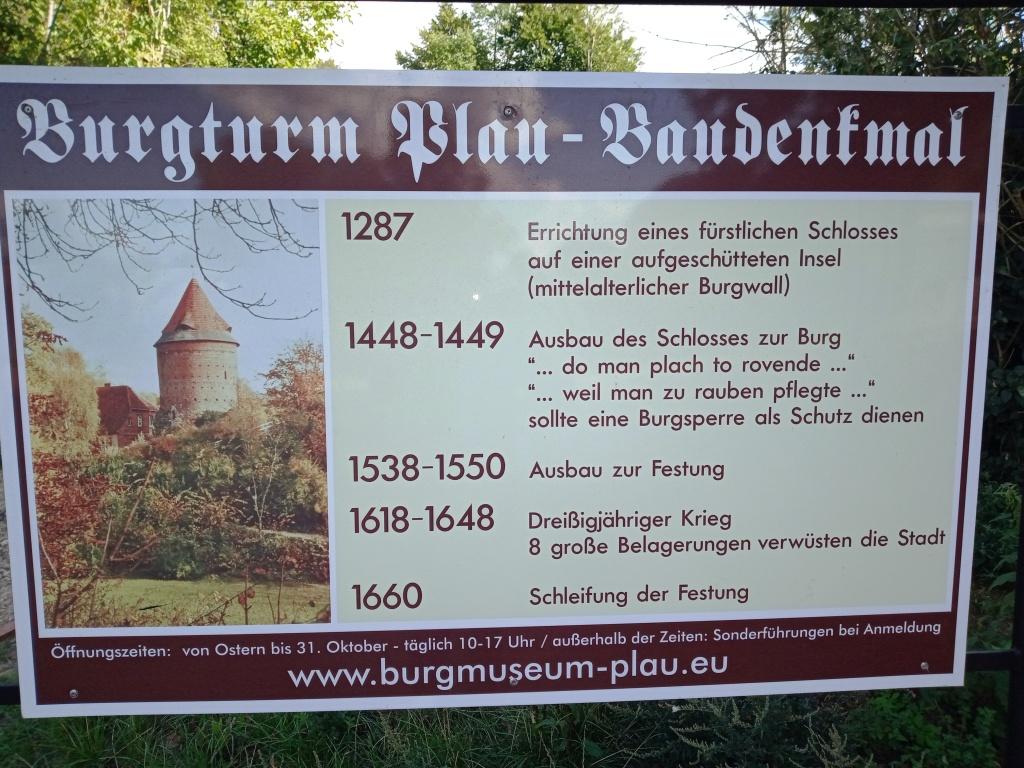 Burgturm Plau - Baudenkmal
1287 Errichtung eines fürstlichen Schlosses
auf einer aufgeschütteten Insel
(mittelalterlicher Burgwall)
1448-1449 Ausbau des Schlosses zur Burg
“... do man plach to rovende ...“
“... weil man zu rauben pflegte ...“
sollte eine Burgsperre als Schutz dienen
1538-1550 Ausbau zur Festung
1618-1648 Dreißigjähriger Krieg
8 große Belagerungen verwüsten die Stadt
1660 Schleifung der Festung
Öffnungszeiten: von Ostern bis 31. Oktober - täglich 10-17 Uhr / außerhalb der Zeiten: Sonderführungen bei Anmeldung
www.burgmuseum-plau.eu